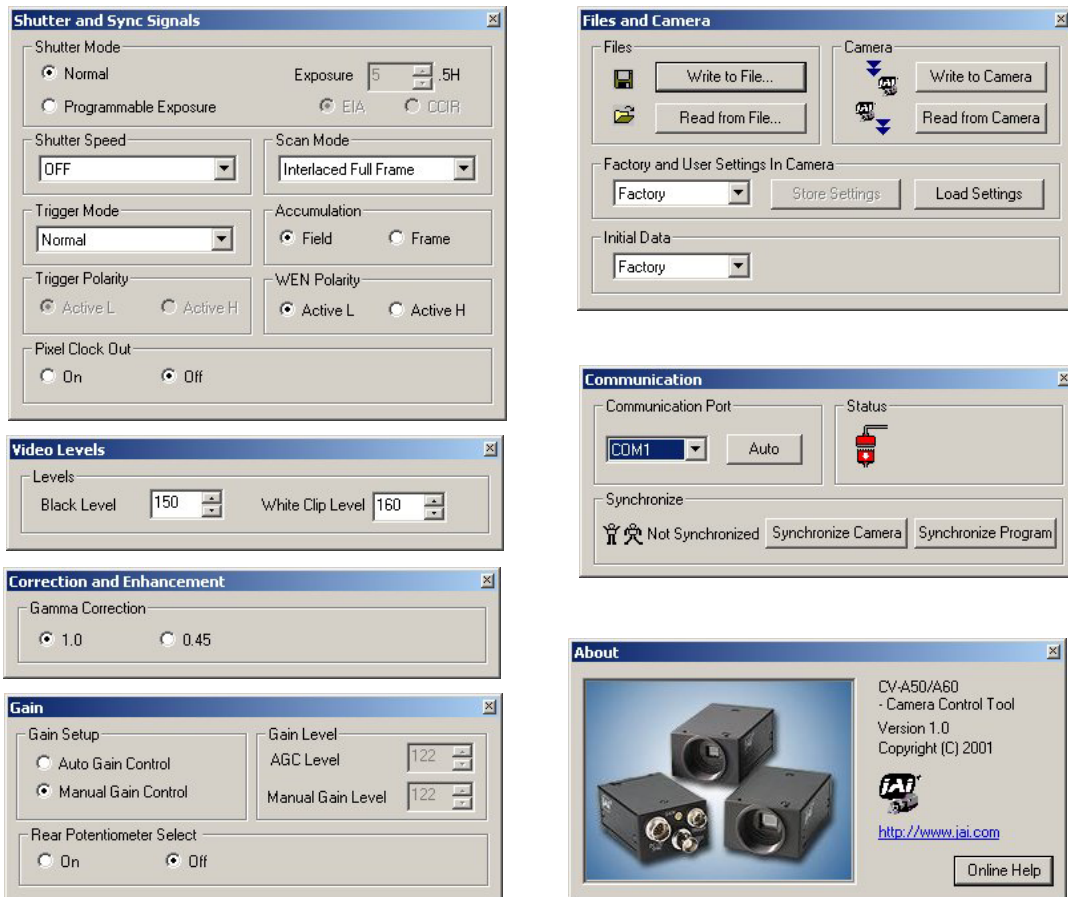 Shutter and Sync Signals
Shutter Mode
Normal
Exposure 5 .5H
Programmable Exposure
EIA, CCIR
Shutter Speed
OFF
Scan Mode
Interlaced Full Frame
Trigger Mode
Normal
Accumulation
Field Frame
Trigger Polarity
Active L Active H
WEN Polarity
Active L Active H
Pixel Clock Out
On Off
Video Levels
Levels
Black Level 150 White Clip Level 160
Correction and Enhancement
Gamma Correction
1.0 0.45
Gain
Gain Setup
Auto Gain Control
Manual Gain Control
Gain Level
AGC Level 122
Manual Gain Level 122
Rear Potentiometer Select
On Off
Files and Camera
Files
Write to File...
Read from File...
Camera
Write to Camera
Read from Camera
Factory and User Settings In Camera
Factory Store Settings Load Settings
Initial Data
Factory
Communication
Communication Port
COM1 Auto
Status
Synchronize
Not Synchronized Synchronize Camera Synchronize Program
About
CV-A50/A60
- Camera Control Tool
Version 1.0
Copyright (C) 2001
JAI
http://www.jai.com
Online Help